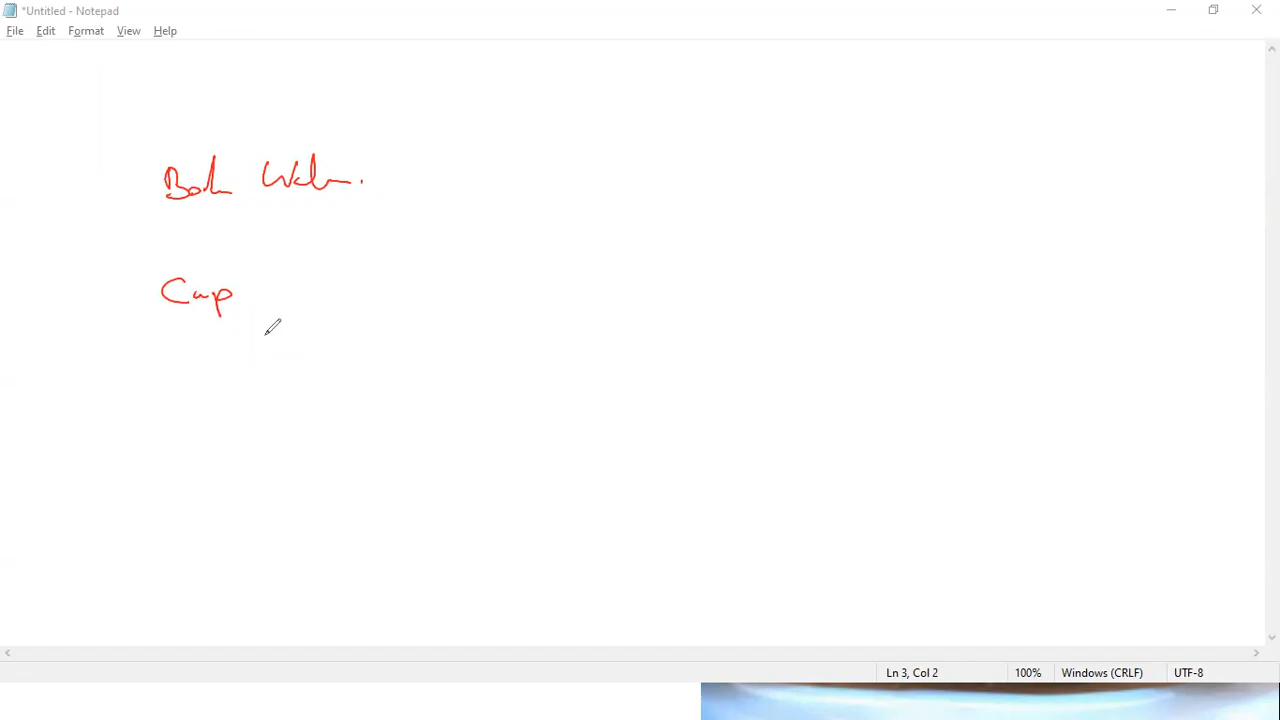 *Untitled - Notepad
File Edit Format View Help
Cup
Ln 3, Col 2 100% Windows (CRLF) UTF-8